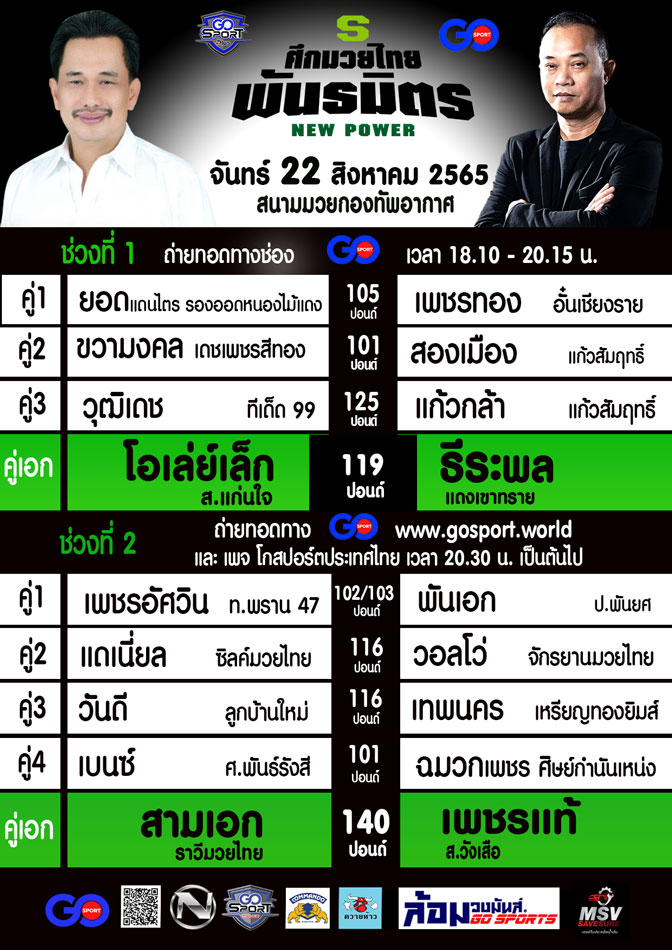 GO SPORT
S
GO SPORT
ศึกมวยไทย
พันธมิตร
NEW POWER
จันทร์ 22 สิงหาคม 2565
สนามมวยกองทัพอากาศ
ช่วงที่ 1 ถ่ายทอดทางช่อง GO SPORT เวลา 18.10 - 20.15 น.
คู่1 ยอดแดนไตร รองออดหนองไม้แดง 105 ปอนด์ เพชรทอง อั๋นเชียงราย
คู่2 ขวามงคล เดชเพชรสีทอง 101 ปอนด์ สองเมือง แก้วสัมฤทธิ์
คู่3 วุฒิเดช ทีเด็ด 99 125 ปอนด์ แก้วกล้า แก้วสัมฤทธิ์
คู่เอก โอเล่ย์เล็ก ส.แก่นใจ 119 ปอนด์ ธีระพล แดงเขาทราย
ช่วงที่ 2 ถ่ายทอดทาง GO SPORT www.gosport.world
และ เพจ โกสปอร์ตประเทศไทย เวลา 20.30 น. เป็นต้นไป
คู่1 เพชรอัศวิน ท.พราน 47 102/103 ปอนด์ พันเอก ป.พันยศ
คู่2 แดเนี่ยล ซิลค์มวยไทย 116 ปอนด์ วอลโว่ จักรยานมวยไทย
คู่3 วันดี ลูกบ้านใหม่ 116 ปอนด์ เทพนคร เหรียญทองยิมส์
คู่4 เบนซ์ ศ.พันธ์รังสี 101 ปอนด์ ฉมวกเพชร ศิษย์กำนันเหน่ง
คู่เอก สามเอก ราวีมวยไทย 140 ปอนด์ เพชรแท้ ส.วังเสือ
GO SPORT
N
GO SPORT
COMMANDO
ควายท่าว
ล้อมวงมันส์.
GO SPORTS
MSV
SAVESURE